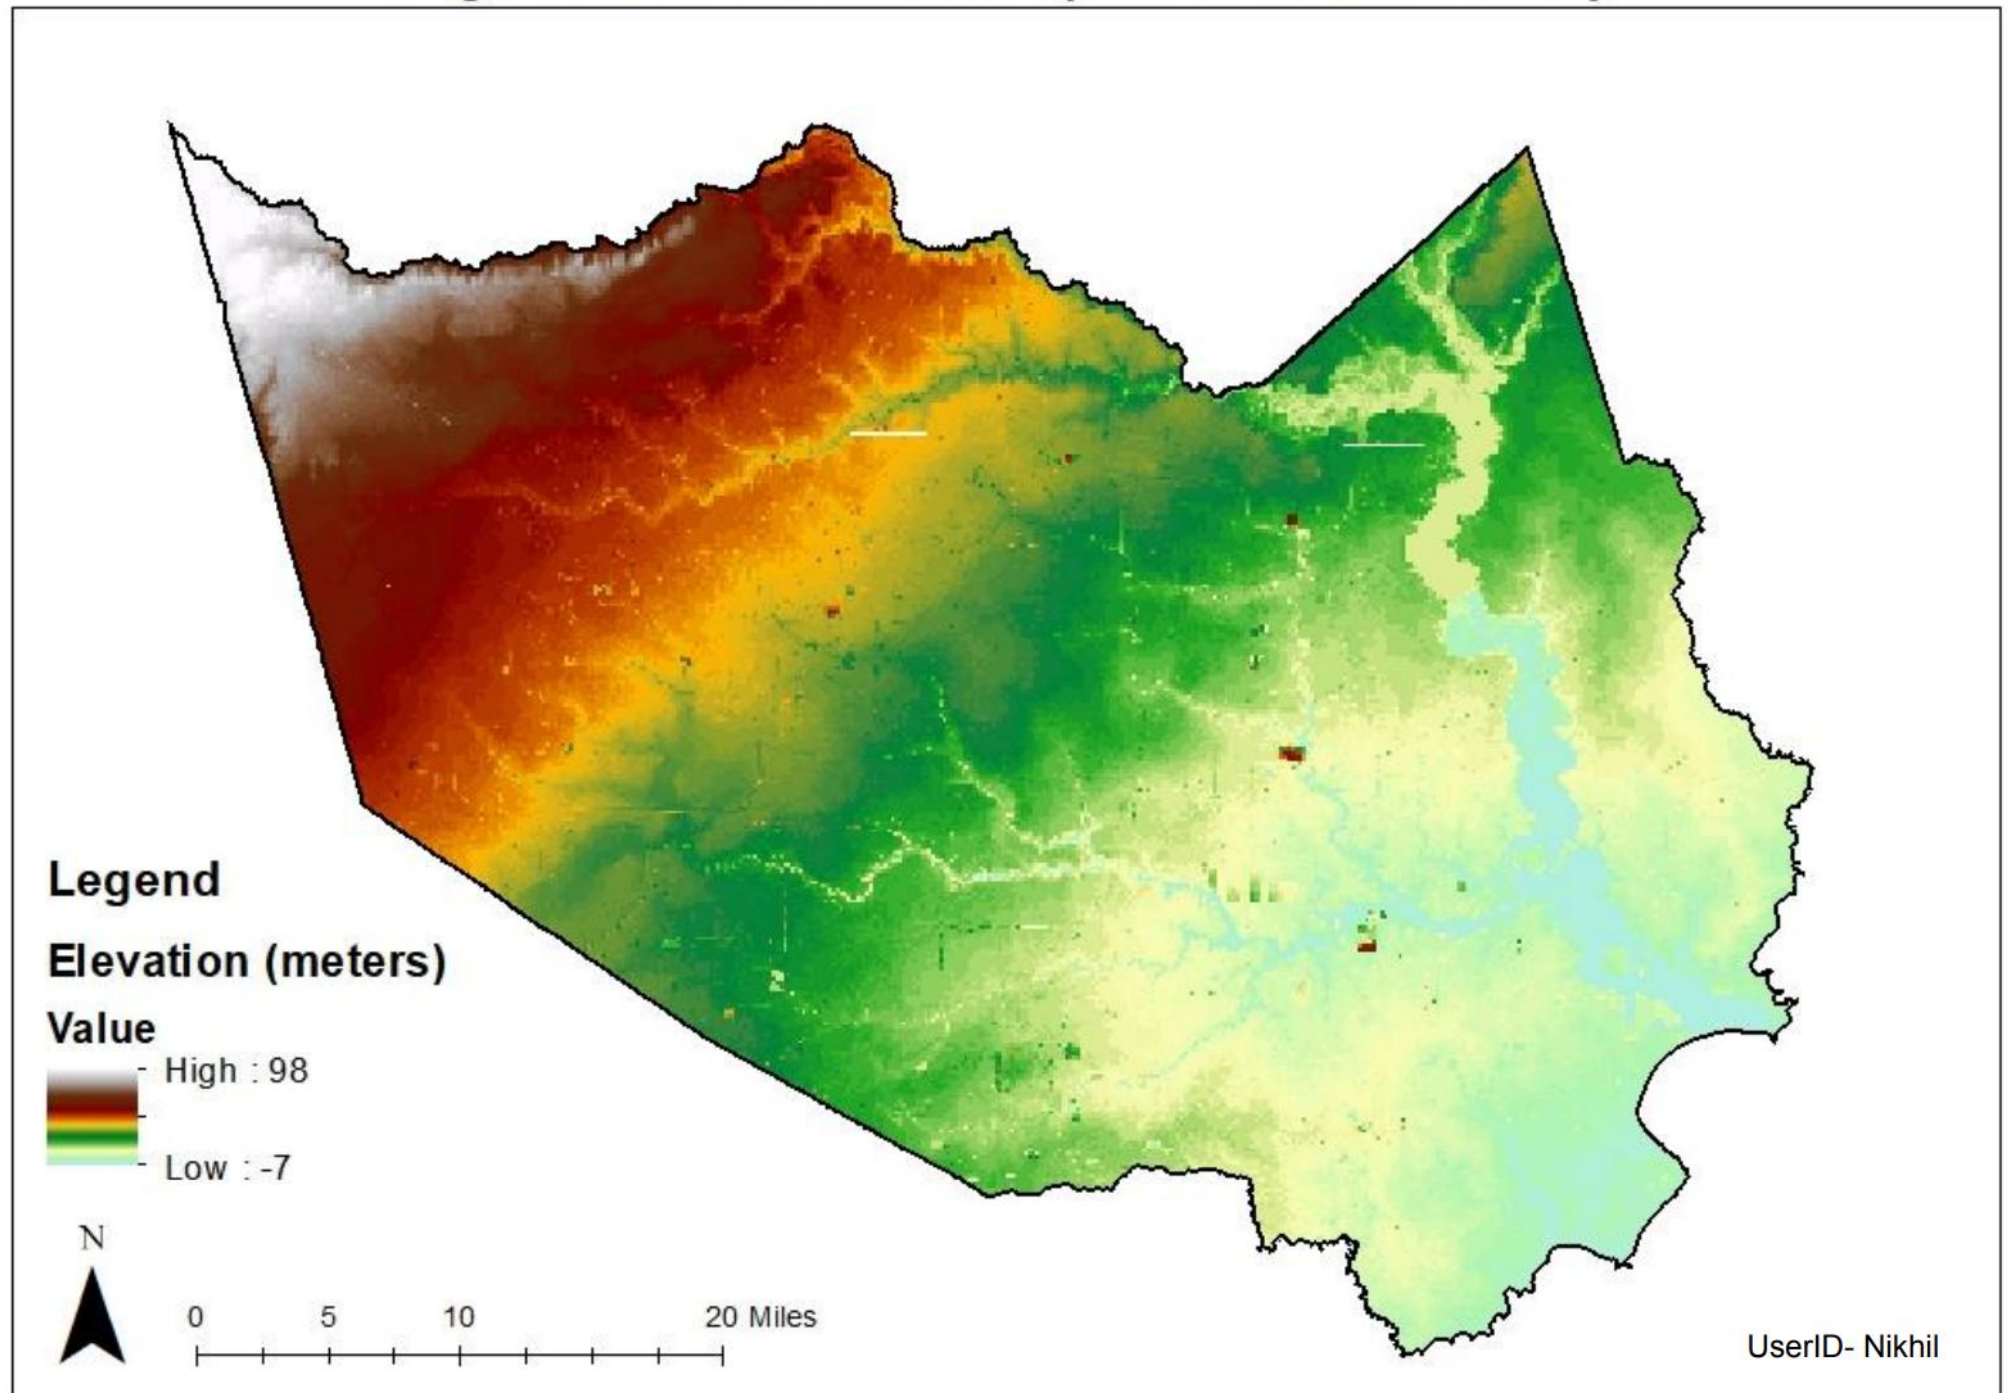 Legend
Elevation (meters)
Value
High : 98
Low : -7
N
0 5 10 20 Miles
UserID- Nikhil